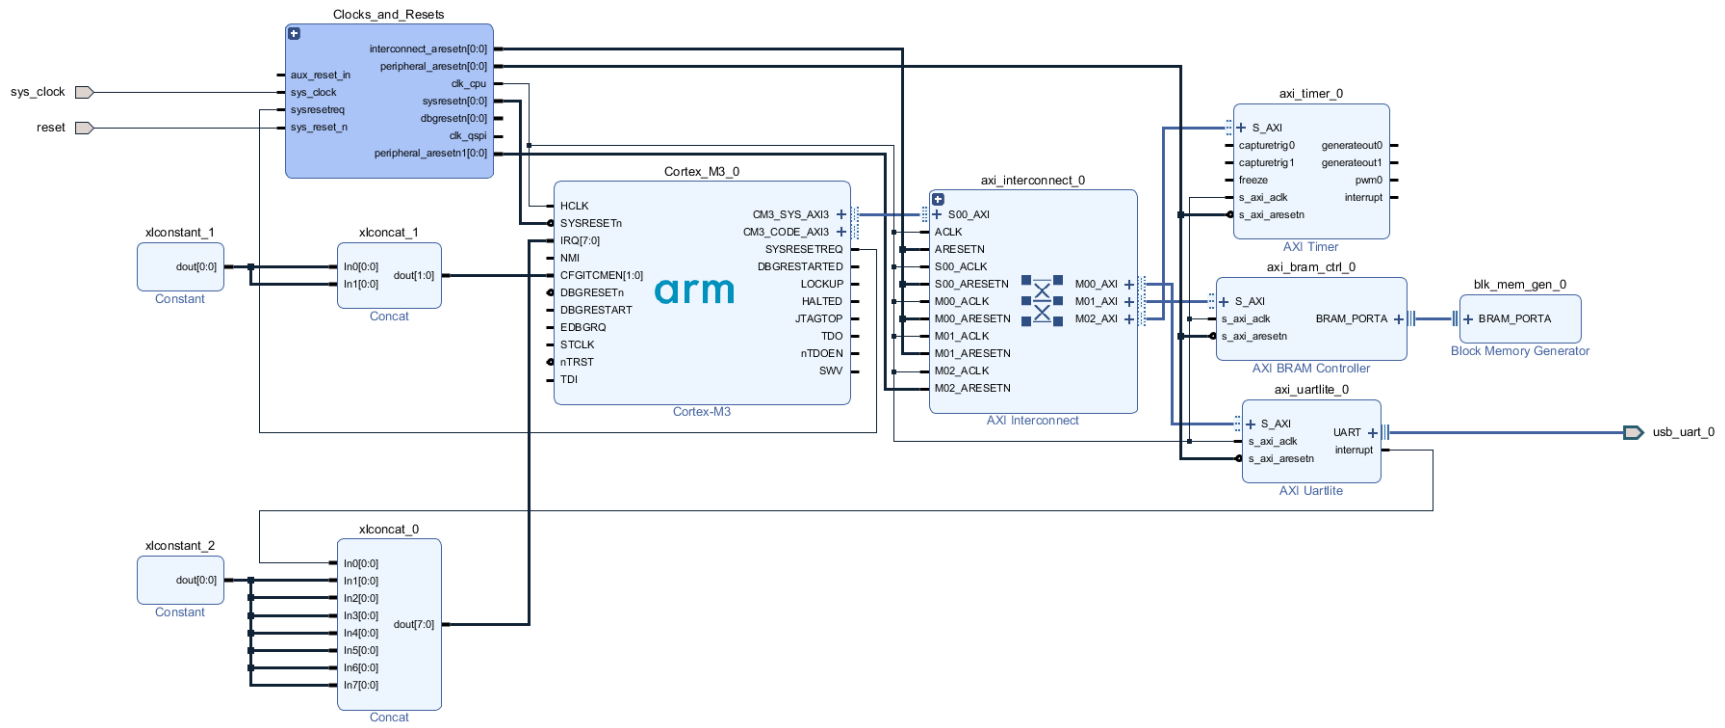 Clocks_and_Resets
interconnect_aresetn[0:0]
peripheral_aresetn[0:0]
aux_reset_in
clk_cpu
sys_clock
sys_clock
sysresetn[0:0]
sysresetreq
dbgresetn[0:0]
reset
sys_reset_n
clk_qspi
peripheral_aresetn1[0:0]
Cortex_M3_0
HCLK
SYSRESETn
IRQ[7:0]
NMI
CFGITCMEN[1:0]
DBGRESETn
DBGRESTART
EDBGRQ
STCLK
nTRST
TDI
arm
CM3_SYS_AXI3
CM3_CODE_AXI3
SYSRESETREQ
DBGRESTARTED
LOCKUP
HALTED
JTAGTOP
TDO
nTDOEN
SWV
Cortex-M3
xlconstant_1
dout[0:0]
Constant
xlconcat_1
In0[0:0]
In1[0:0]
dout[1:0]
Concat
axi_interconnect_0
S00_AXI
ACLK
ARESETN
S00_ACLK
S00_ARESETN
M00_ACLK
M00_ARESETN
M01_ACLK
M01_ARESETN
M02_ACLK
M02_ARESETN
M00_AXI
M01_AXI
M02_AXI
AXI Interconnect
axi_timer_0
S_AXI
capturetrig0
capturetrig1
freeze
s_axi_aclk
s_axi_aresetn
generateout0
generateout1
pwm0
interrupt
AXI Timer
axi_bram_ctrl_0
S_AXI
s_axi_aclk
s_axi_aresetn
BRAM_PORTA
AXI BRAM Controller
blk_mem_gen_0
BRAM_PORTA
Block Memory Generator
axi_uartlite_0
S_AXI
s_axi_aclk
s_axi_aresetn
UART
interrupt
AXI Uartlite
usb_uart_0
xlconstant_2
dout[0:0]
Constant
xlconcat_0
In0[0:0]
In1[0:0]
In2[0:0]
In3[0:0]
In4[0:0]
In5[0:0]
In6[0:0]
In7[0:0]
dout[7:0]
Concat